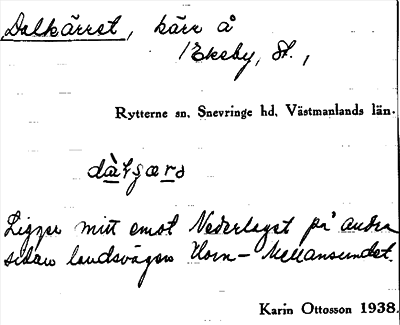 Dalkärret, kärr å
Ekeby, St.,
Rytterne sn. Snevringe hd. Västmanlands län.
Ligger mitt emot Nederlaget på andra
sidan landsvägen Horn – Mellansundet.
Karin Ottosson 1938.